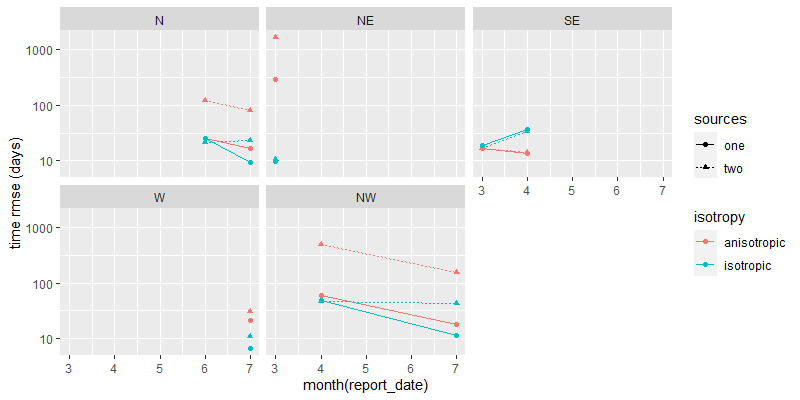 N NE SE
1000
100
10
3 4 5 6 7
W NW
1000
100
10
3 4 5 6 7 3 4 5 6 7
time rmse (days)
month(report_date)
sources
one
two
isotropy
anisotropic
isotropic